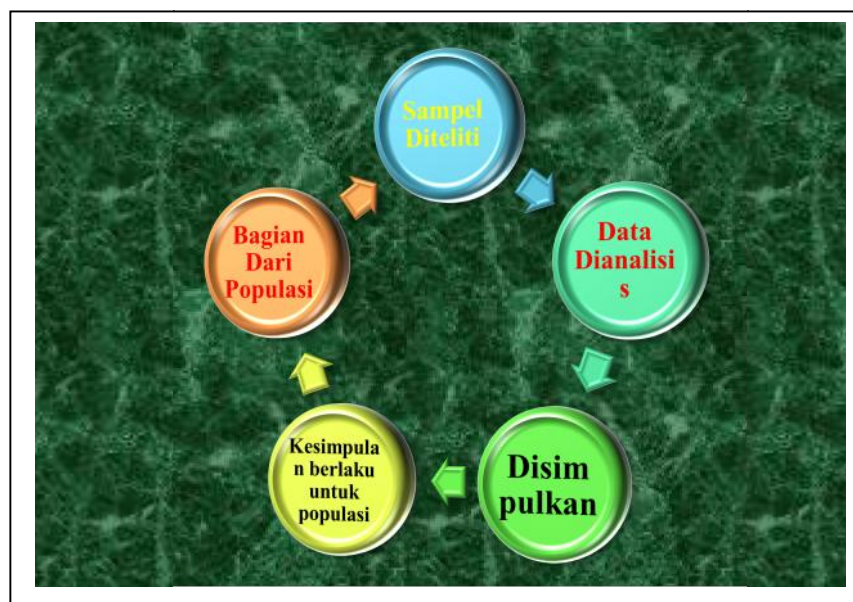 Sampel
Diteliti
Data
Dianalisi
s
Disim
pulkan
Kesimpula
n berlaku
untuk
populasi
Bagian
Dari
Populasi